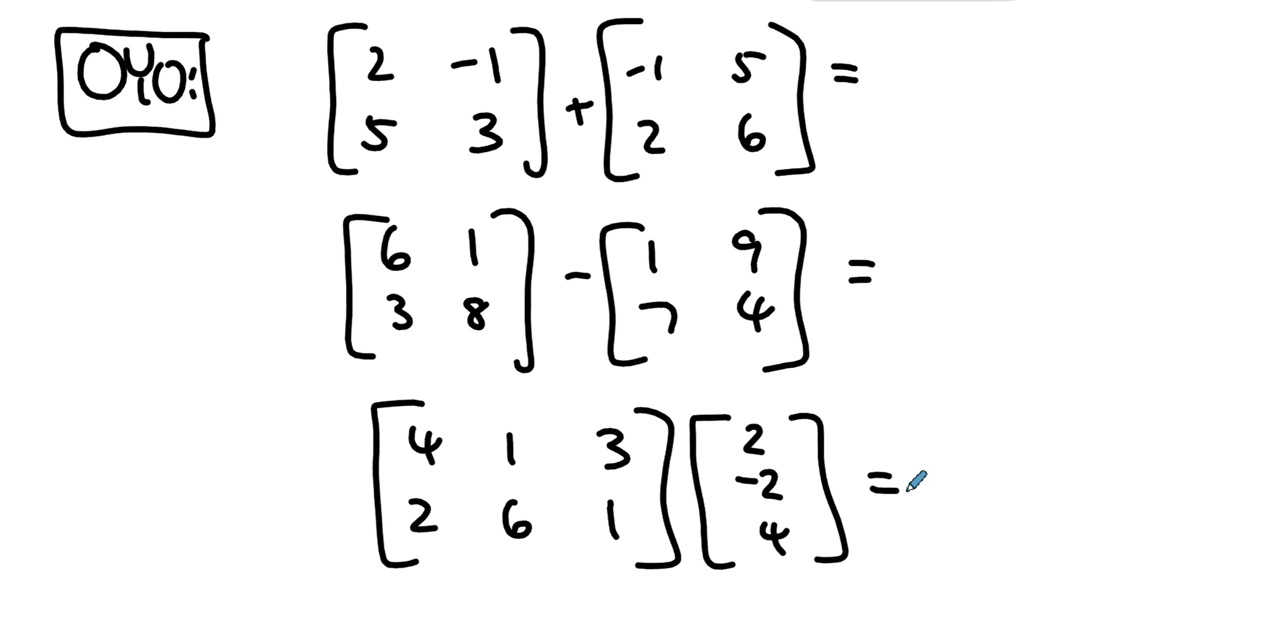 OYO:
[2 -1] + [-1 5] =
[5 3] [2 6]
[6 1] - [1 9] =
[3 8] [7 4]
[4 1 3] [2] =
[2 6 1] [-2]
[4]